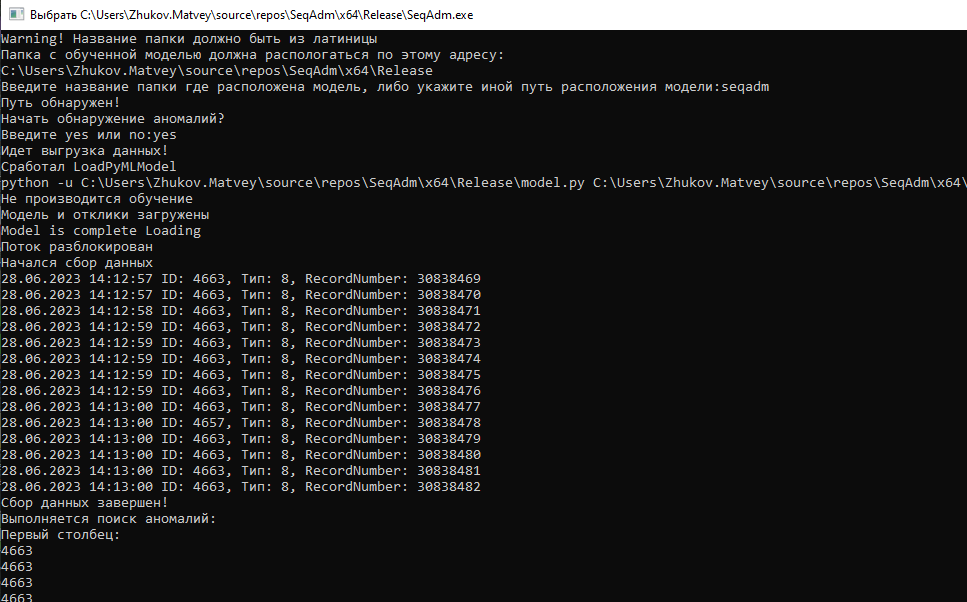 Выбрать C:\Users\Zhukov.Matvey\source\repos\SeqAdm\x64\Release\SeqAdm.exe
Warning! Название папки должно быть из латиницы
Папка с обученной моделью должна распологаться по этому адресу:
C:\Users\Zhukov.Matvey\source\repos\SeqAdm\x64\Release
Введите название папки где расположена модель, либо укажите иной путь расположения модели:seqadm
Путь обнаружен!
Начать обнаружение аномалий?
Введите yes или no:yes
Идет выгрузка данных!
Сработал LoadPyMLModel
python -u C:\Users\Zhukov.Matvey\source\repos\SeqAdm\x64\Release\model.py C:\Users\Zhukov.Matvey\source\repos\SeqAdm\x64\
Не производится обучение
Модель и отклики загружены
Model is complete Loading
Поток разблокирован
Начался сбор данных
28.06.2023 14:12:57 ID: 4663, Тип: 8, RecordNumber: 30838469
28.06.2023 14:12:57 ID: 4663, Тип: 8, RecordNumber: 30838470
28.06.2023 14:12:58 ID: 4663, Тип: 8, RecordNumber: 30838471
28.06.2023 14:12:59 ID: 4663, Тип: 8, RecordNumber: 30838472
28.06.2023 14:12:59 ID: 4663, Тип: 8, RecordNumber: 30838473
28.06.2023 14:12:59 ID: 4663, Тип: 8, RecordNumber: 30838474
28.06.2023 14:12:59 ID: 4663, Тип: 8, RecordNumber: 30838475
28.06.2023 14:12:59 ID: 4663, Тип: 8, RecordNumber: 30838476
28.06.2023 14:13:00 ID: 4663, Тип: 8, RecordNumber: 30838477
28.06.2023 14:13:00 ID: 4657, Тип: 8, RecordNumber: 30838478
28.06.2023 14:13:00 ID: 4663, Тип: 8, RecordNumber: 30838479
28.06.2023 14:13:00 ID: 4663, Тип: 8, RecordNumber: 30838480
28.06.2023 14:13:00 ID: 4663, Тип: 8, RecordNumber: 30838481
28.06.2023 14:13:00 ID: 4663, Тип: 8, RecordNumber: 30838482
Сбор данных завершен!
Выполняется поиск аномалий:
Первый столбец:
4663
4663
4663
4663